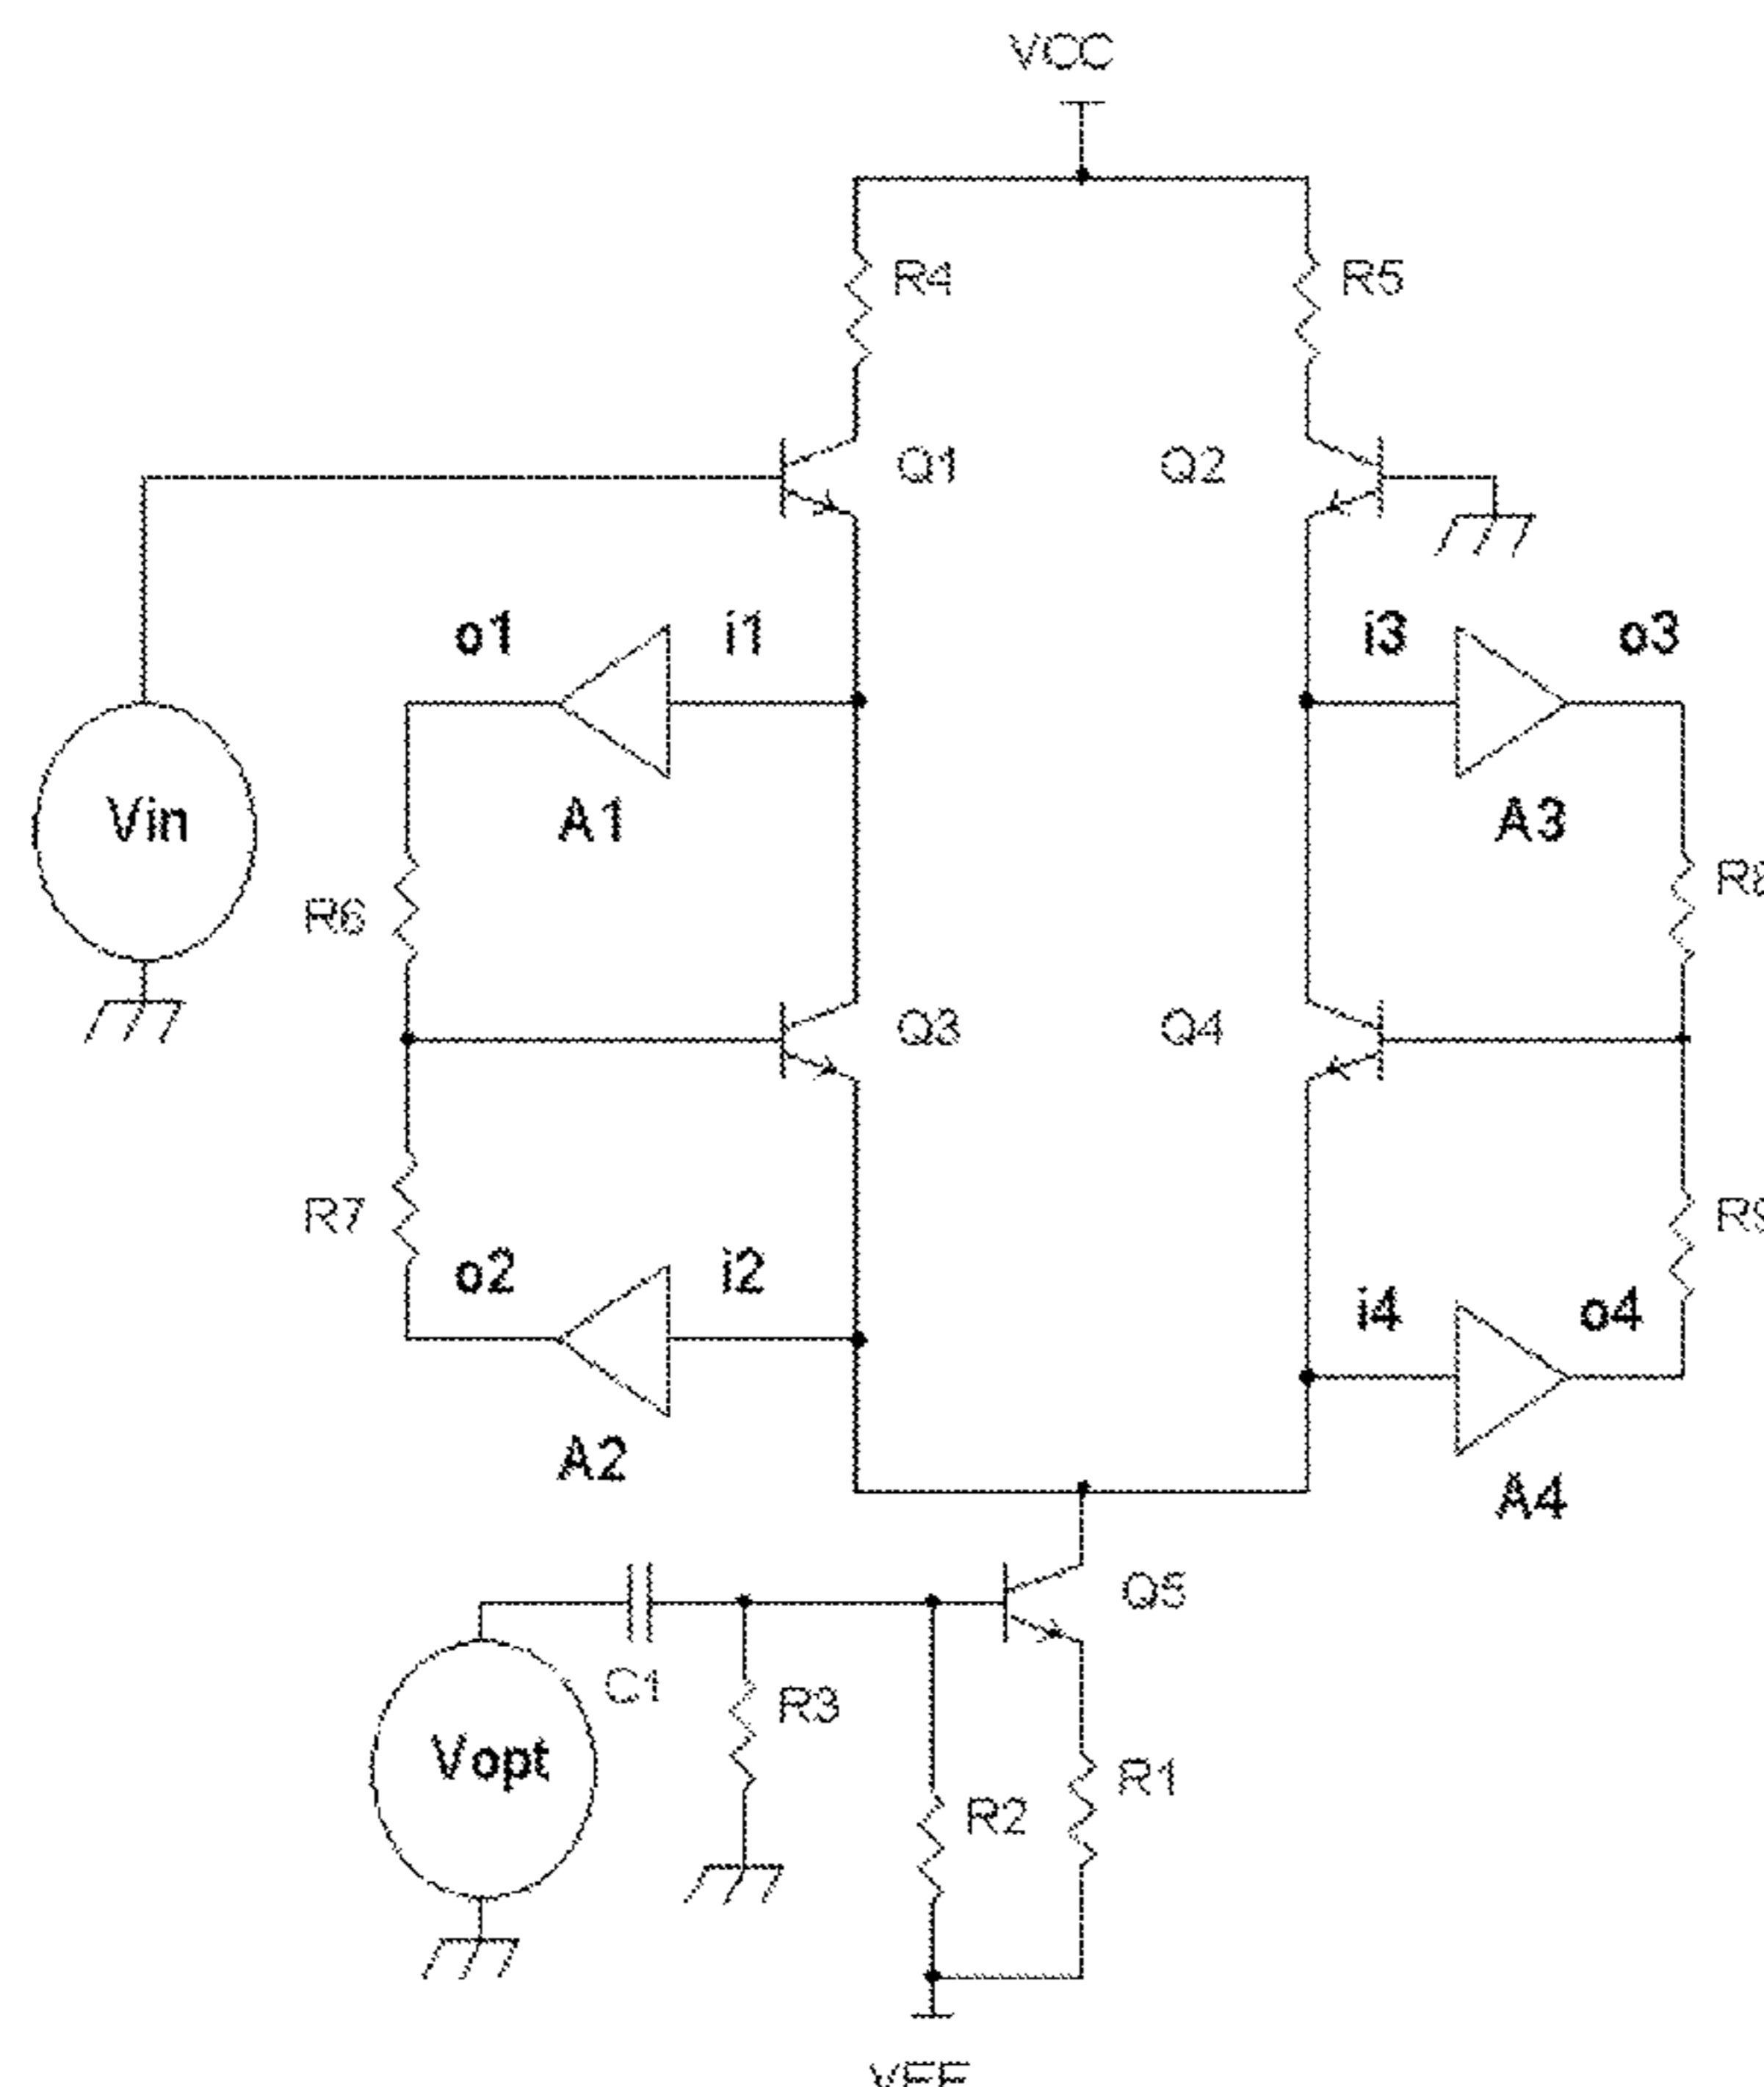 VCC
R4
R5
Q1
Q2
o1
i1
i3
o3
Vin
A1
A3
R6
Q3
Q4
R7
o2
i2
i4
o4
A2
A4
Q5
C1
R3
Vopt
R1
R2